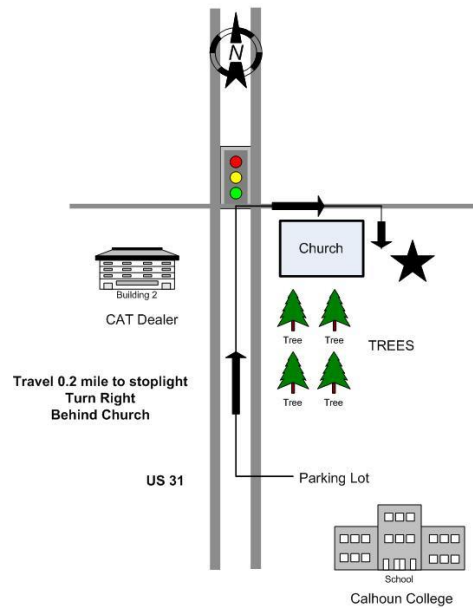 N
Church
Building 2
CAT Dealer
Tree
Tree
TREES
Tree
Tree
Travel 0.2 mile to stoplight
Turn Right
Behind Church
US 31
Parking Lot
School
Calhoun College